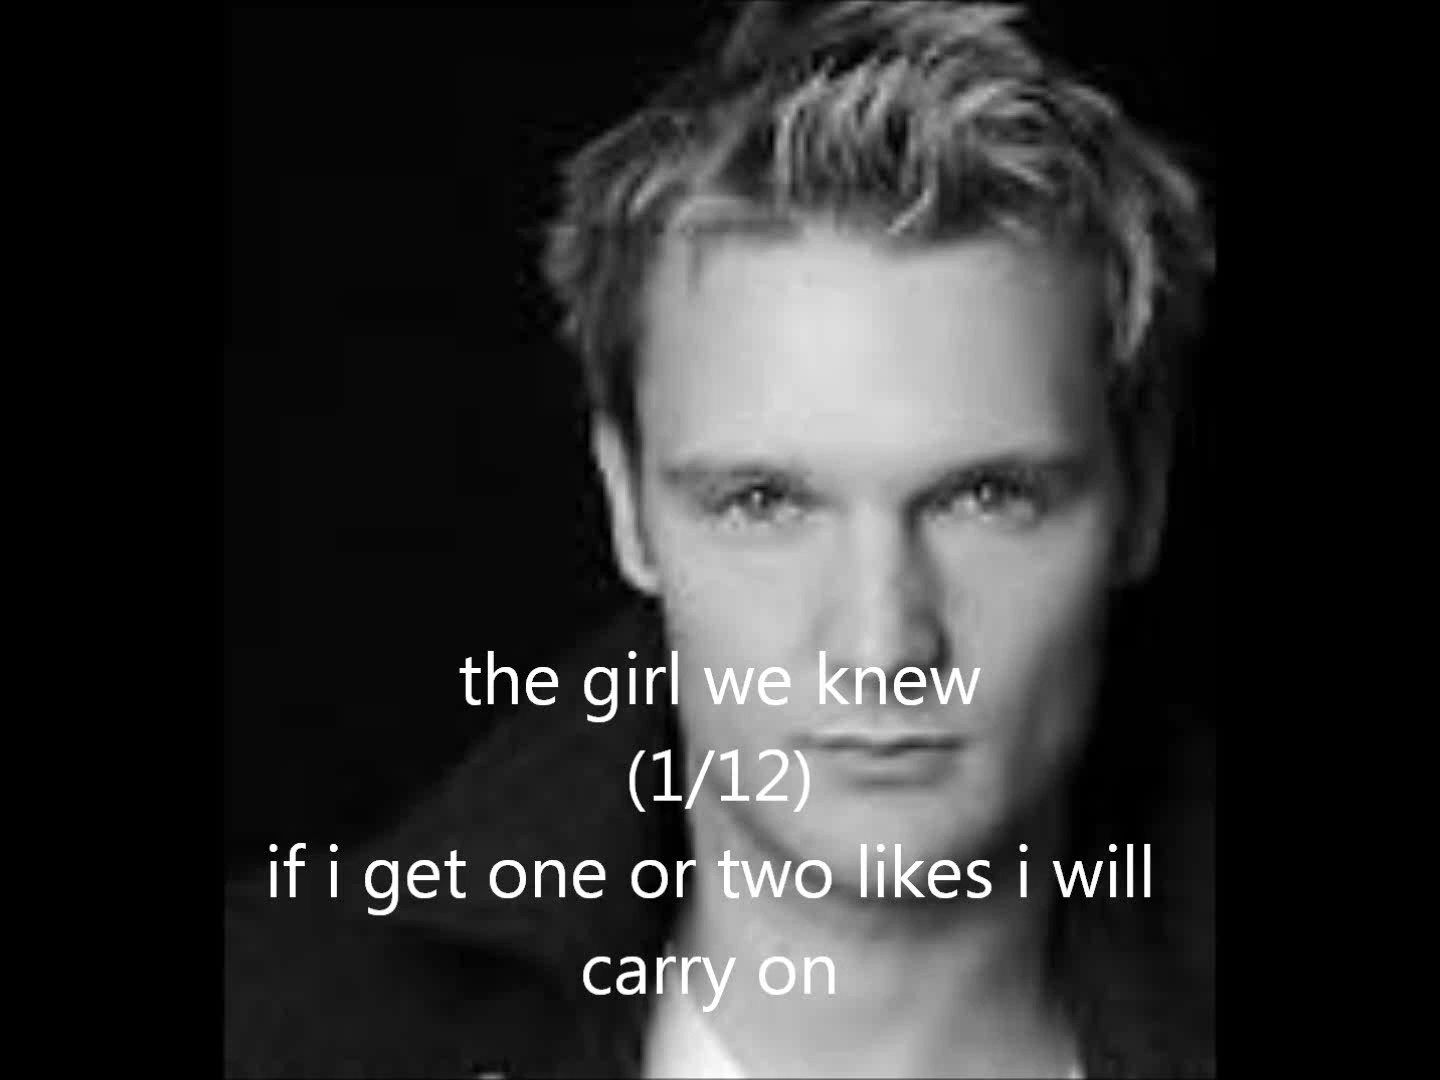 the girl we knew
(1/12)
if i get one or two likes i will
carry on